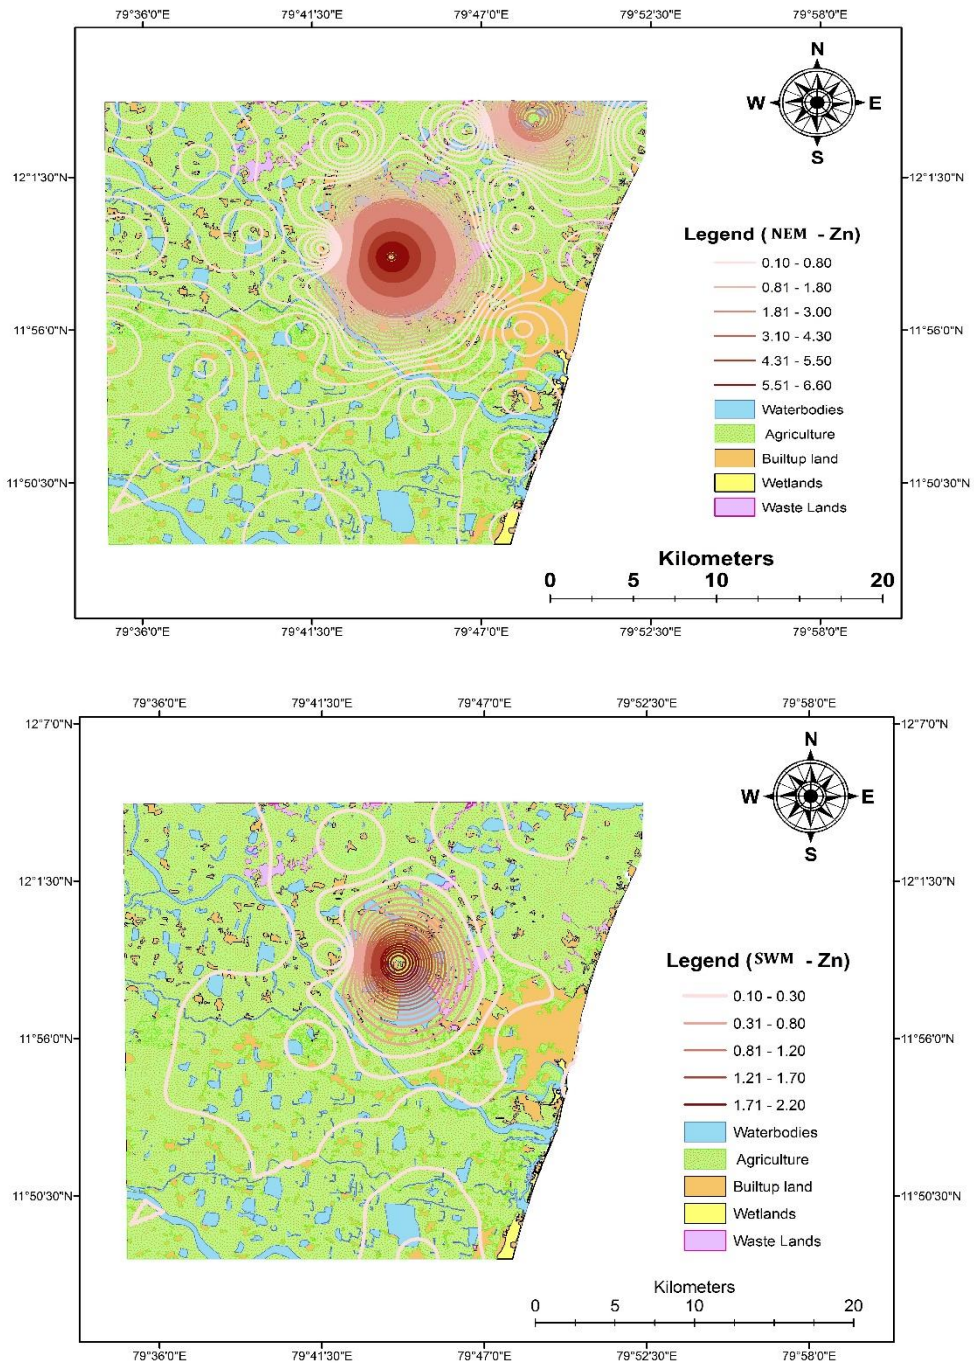 79°36'0"E 79°41'30"E 79°47'0"E 79°52'30"E 79°58'0"E
N
W E
S
12°1'30"N 12°1'30"N
Legend (NEM - Zn)
0.10 - 0.80
0.81 - 1.80
1.81 - 3.00
11°56'0"N 11°56'0"N
3.10 - 4.30
4.31 - 5.50
5.51 - 6.60
Waterbodies
Agriculture
Builtup land
11°50'30"N 11°50'30"N
Wetlands
Waste Lands
Kilometers
0 5 10 20
79°36'0"E 79°41'30"E 79°47'0"E 79°52'30"E 79°58'0"E
79°36'0"E 79°41'30"E 79°47'0"E 79°52'30"E 79°58'0"E
12°7'0"N 12°7'0"N
N
W E
S
12°1'30"N 12°1'30"N
Legend (SWM - Zn)
0.10 - 0.30
0.31 - 0.80
11°56'0"N 11°56'0"N
0.81 - 1.20
1.21 - 1.70
1.71 - 2.20
Waterbodies
Agriculture
Builtup land
11°50'30"N 11°50'30"N
Wetlands
Waste Lands
Kilometers
0 5 10 20
79°36'0"E 79°41'30"E 79°47'0"E 79°52'30"E 79°58'0"E